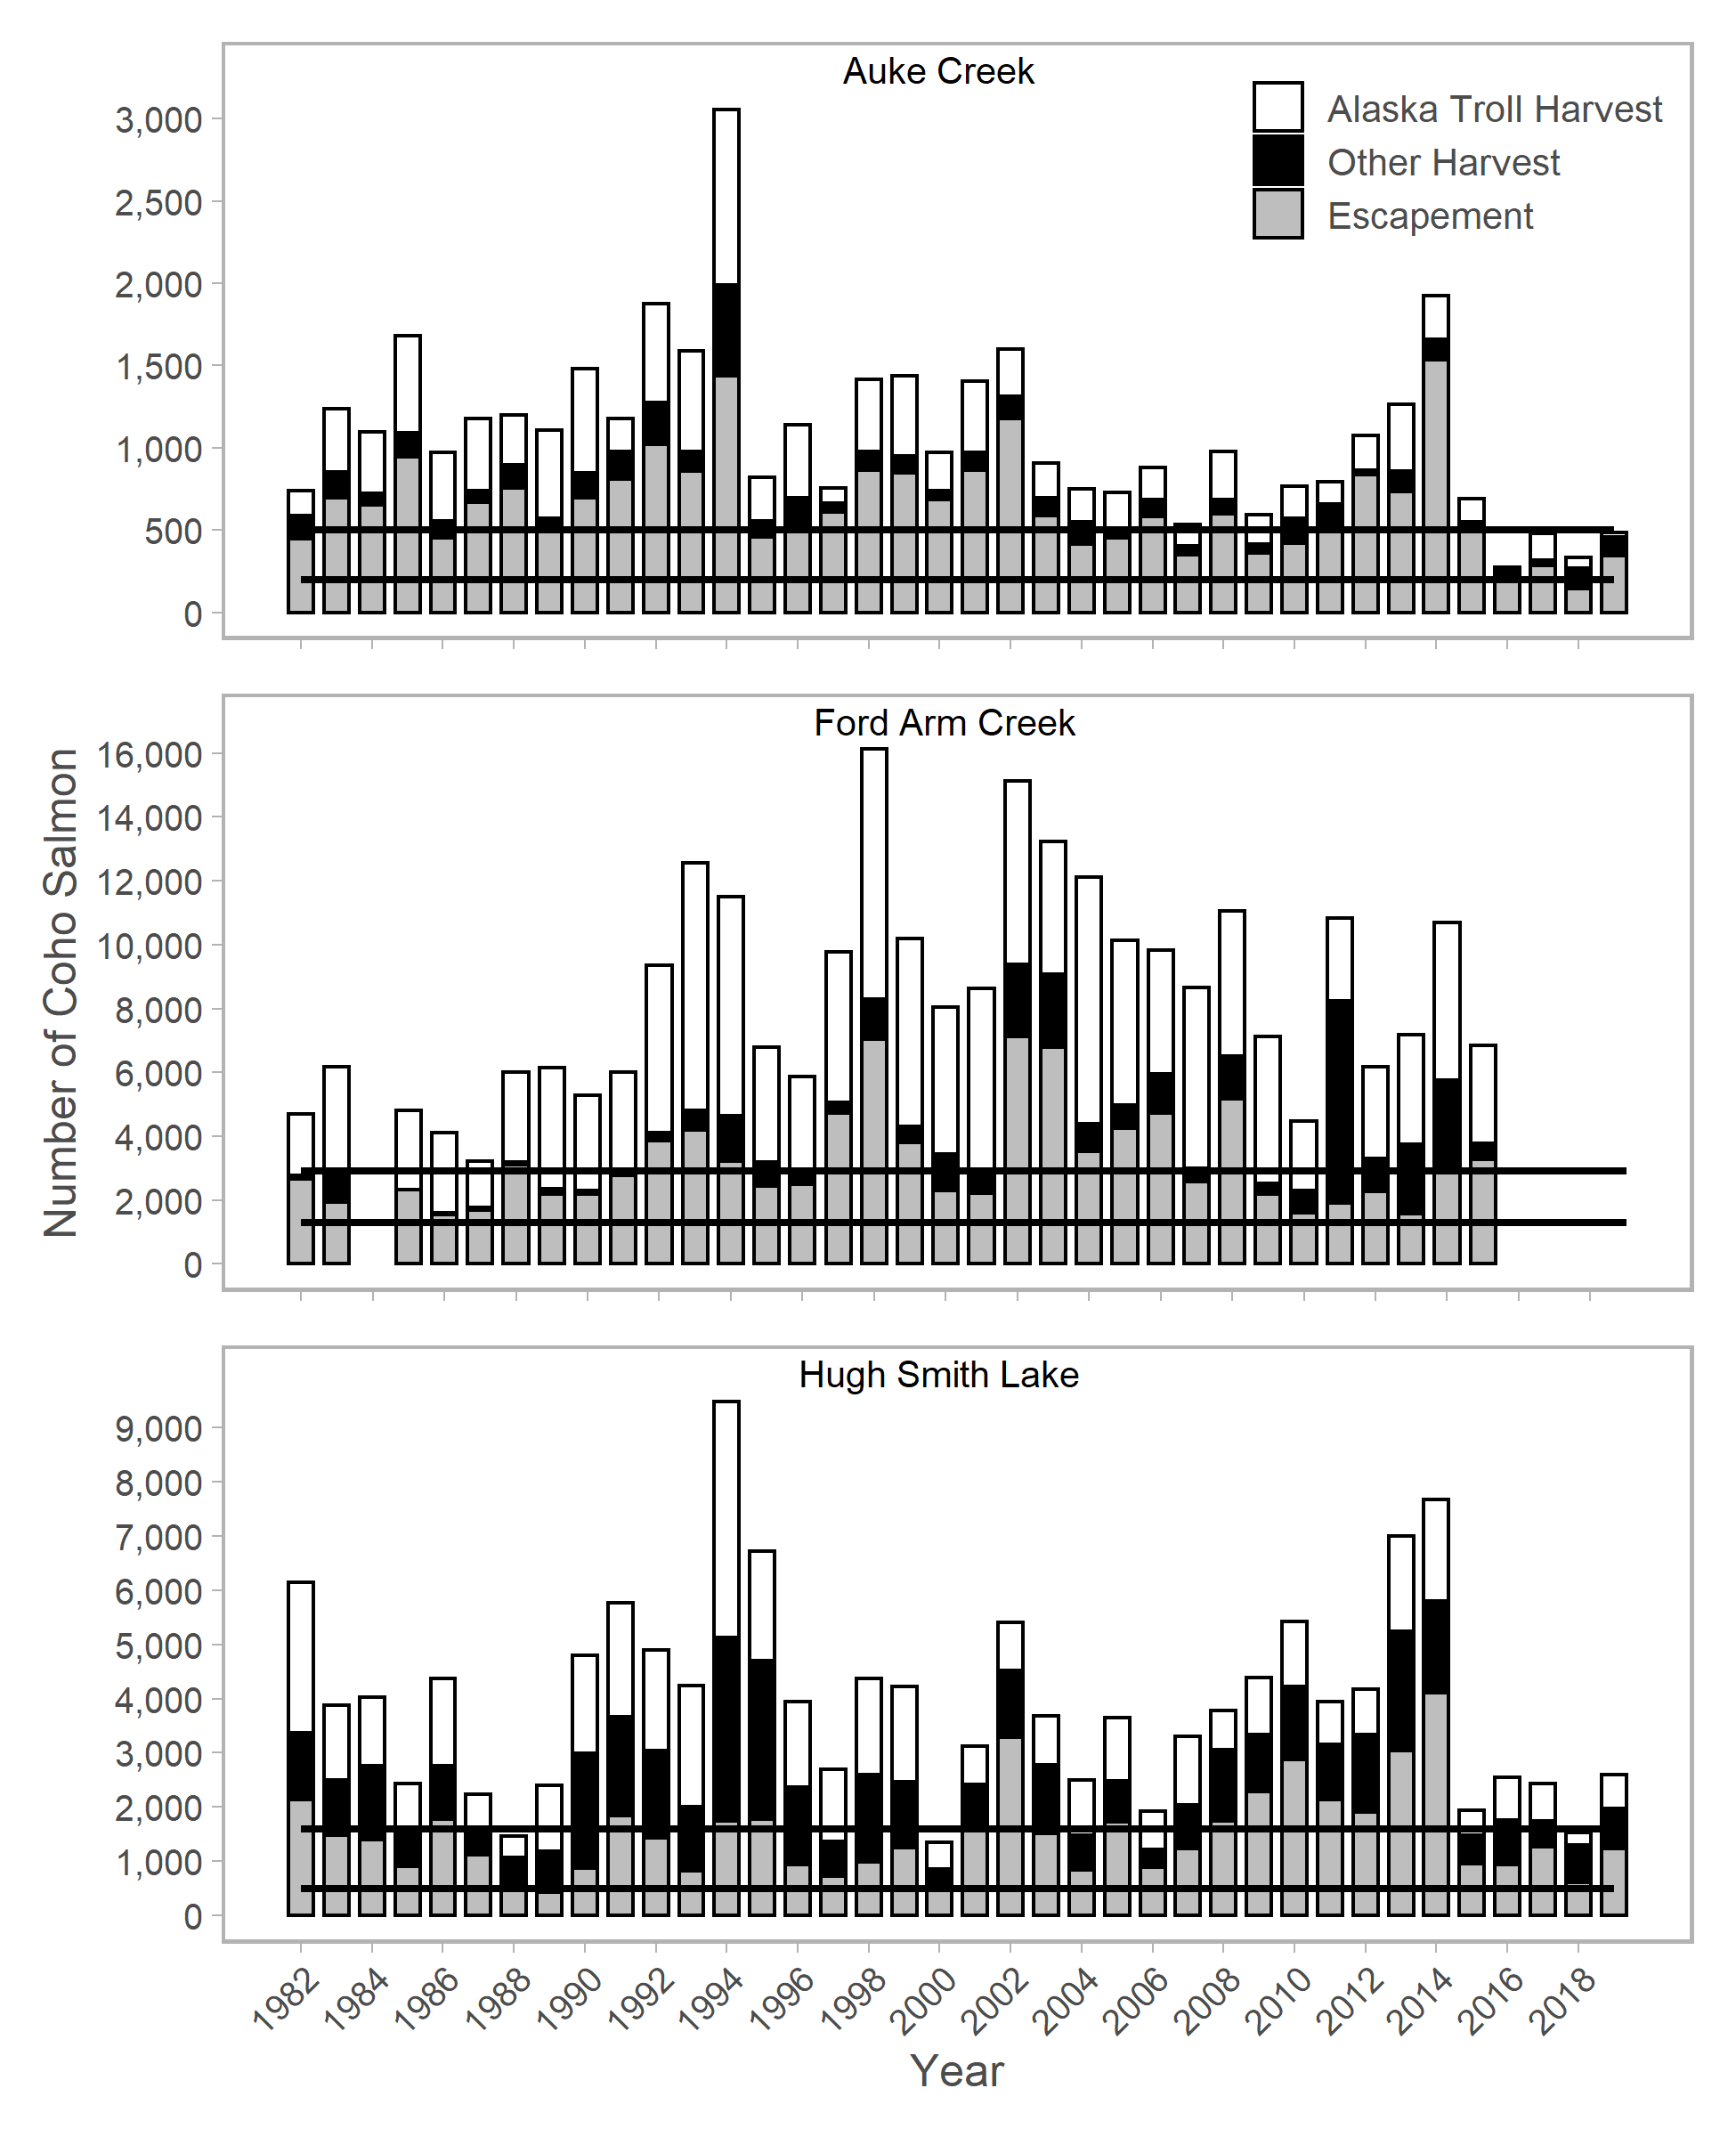 Auke Creek
Alaska Troll Harvest
Other Harvest
Escapement
3,000
2,500
2,000
1,500
1,000
500
0
Number of Coho Salmon
Ford Arm Creek
16,000
14,000
12,000
10,000
8,000
6,000
4,000
2,000
0
Hugh Smith Lake
9,000
8,000
7,000
6,000
5,000
4,000
3,000
2,000
1,000
0
1982 1984 1986 1988 1990 1992 1994 1996 1998 2000 2002 2004 2006 2008 2010 2012 2014 2016 2018
Year